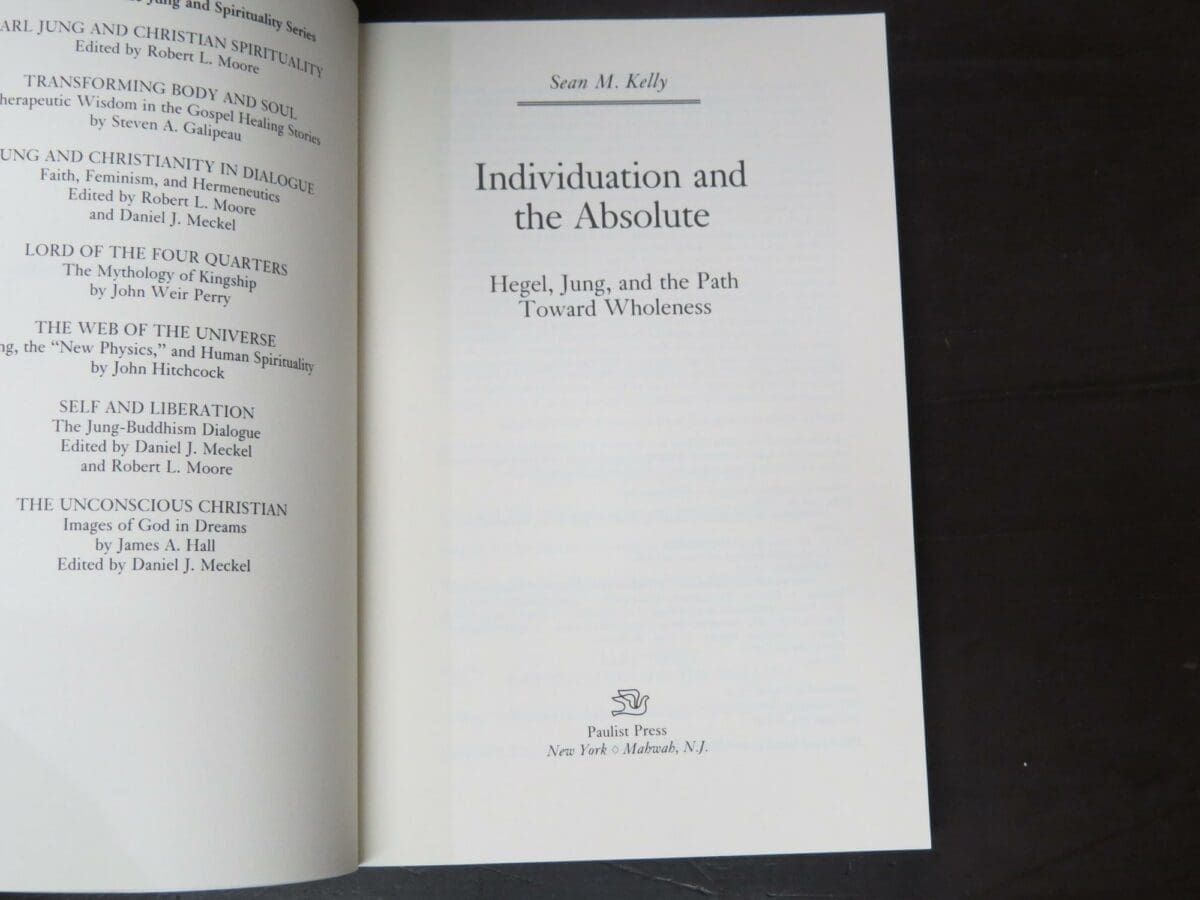 Jung and Spirituality Series
ARL JUNG AND CHRISTIAN SPIRITUALITY
Edited by Robert L. Moore
TRANSFORMING BODY AND SOUL
herapeutic Wisdom in the Gospel Healing Stories
by Steven A. Galipeau
UNG AND CHRISTIANITY IN DIALOGUE
Faith, Feminism, and Hermeneutics
Edited by Robert L. Moore
and Daniel J. Meckel
LORD OF THE FOUR QUARTERS
The Mythology of Kingship
by John Weir Perry
THE WEB OF THE UNIVERSE
ng, the “New Physics,” and Human Spirituality
by John Hitchcock
SELF AND LIBERATION
The Jung-Buddhism Dialogue
Edited by Daniel J. Meckel
and Robert L. Moore
THE UNCONSCIOUS CHRISTIAN
Images of God in Dreams
by James A. Hall
Edited by Daniel J. Meckel
Sean M. Kelly
Individuation and
the Absolute
Hegel, Jung, and the Path
Toward Wholeness
Paulist Press
New York ◊ Mahwah, N.J.